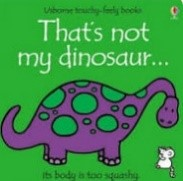 Usborne touchy-feely books
That's not
my dinosaur...
its body is too squashy.